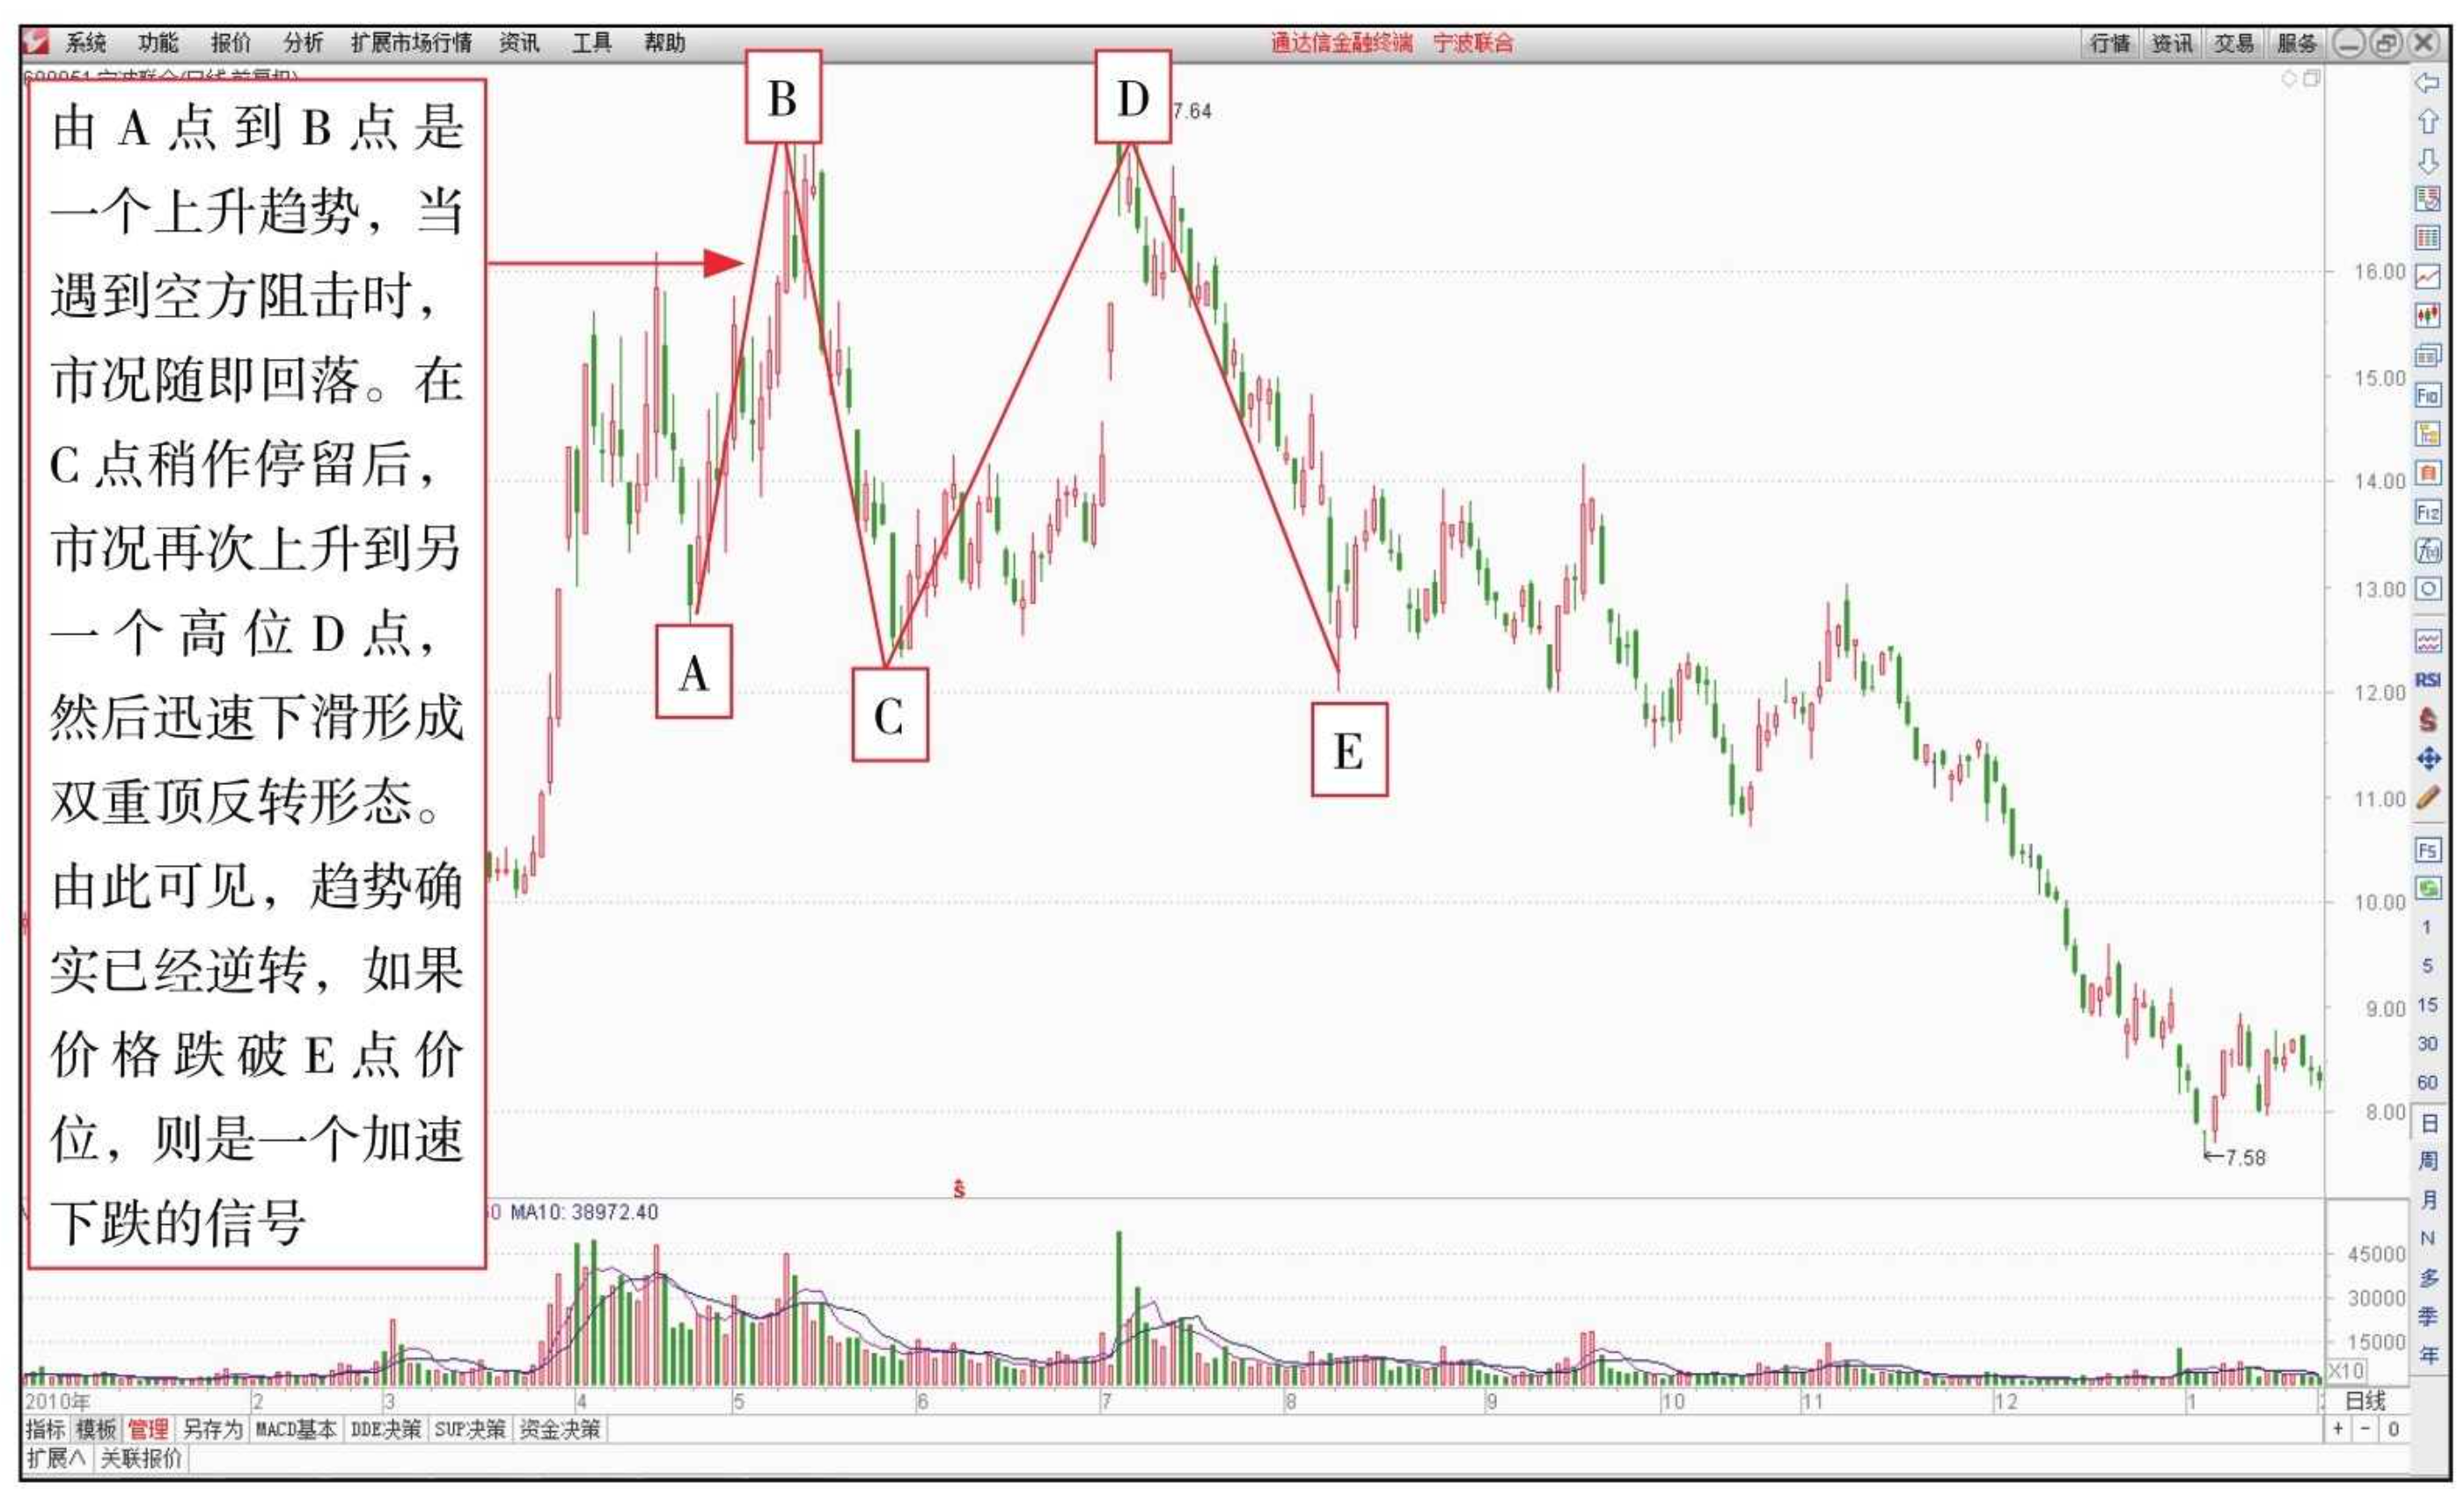 系统 功能 报价 分析 扩展市场行情 资讯 工具 帮助 通达信金融终端 宁波联合 行情 资讯 交易 服务
由 A 点到 B 点是
一个上升趋势，当
遇到空方阻击时，
市况随即回落。在
C 点稍作停留后，
市况再次上升到另
一个高位 D 点，
然后迅速下滑形成
双重顶反转形态。
由此可见，趋势确
实已经逆转，如果
价格跌破 E 点价
位，则是一个加速
下跌的信号
B
D
7.64
A
C
E
16.00
15.00
14.00
13.00
12.00
11.00
10.00
9.00
8.00
←7.58
MA10: 38972.40
45000
30000
15000
X10
2010年 2 3 4 5 6 7 8 9 10 11 12 1 日线
指标 模板 管理 另存为 MACD基本 DDE决策 SUP决策 资金决策 + - 0
扩展∧ 关联报价
F10
自
F12
RSI
F5
1
5
15
30
60
日
周
月
N
多
季
年